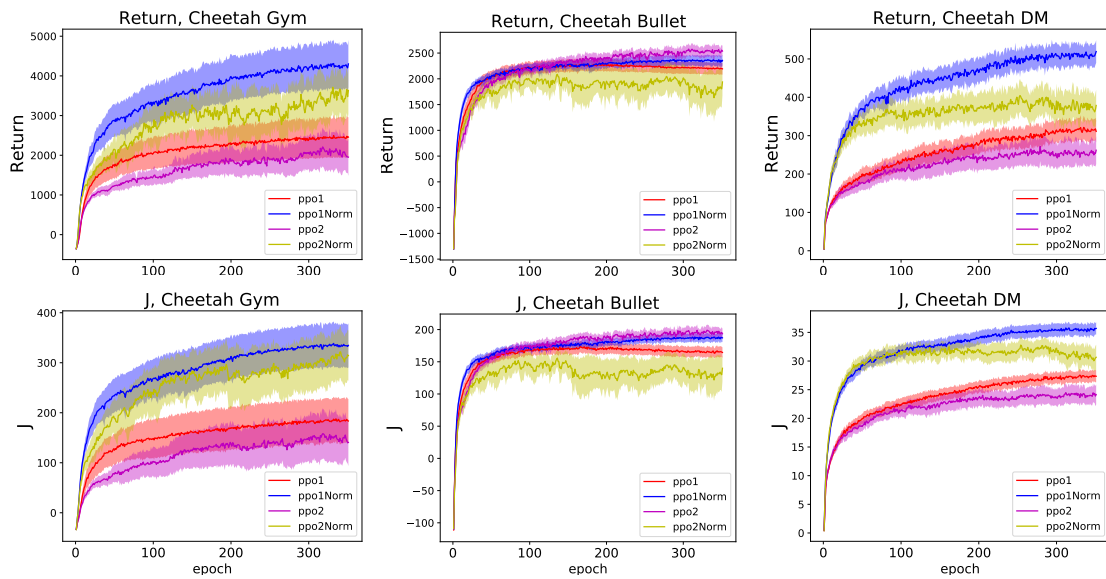 Return, Cheetah Gym
Return
5000
4000
3000
2000
1000
0
0
100
200
300
ppo1
ppo1Norm
ppo2
ppo2Norm
Return, Cheetah Bullet
Return
2500
2000
1500
1000
500
0
−500
−1000
−1500
0
100
200
300
ppo1
ppo1Norm
ppo2
ppo2Norm
Return, Cheetah DM
Return
500
400
300
200
100
0
0
100
200
300
ppo1
ppo1Norm
ppo2
ppo2Norm
J, Cheetah Gym
J
400
300
200
100
0
0
100
200
300
epoch
ppo1
ppo1Norm
ppo2
ppo2Norm
J, Cheetah Bullet
J
200
150
100
50
0
−50
−100
0
100
200
300
epoch
ppo1
ppo1Norm
ppo2
ppo2Norm
J, Cheetah DM
J
35
30
25
20
15
10
5
0
0
100
200
300
epoch
ppo1
ppo1Norm
ppo2
ppo2Norm